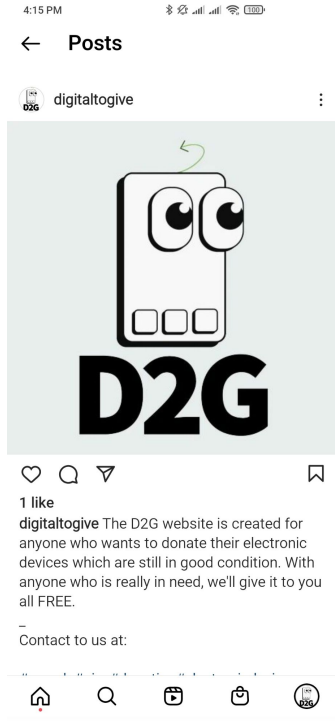 4:15 PM
100
Posts
D2G
digitaltogive
D2G
1 like
digitaltogive The D2G website is created for
anyone who wants to donate their electronic
devices which are still in good condition. With
anyone who is really in need, we'll give it to you
all FREE.
_
Contact to us at:
D2G